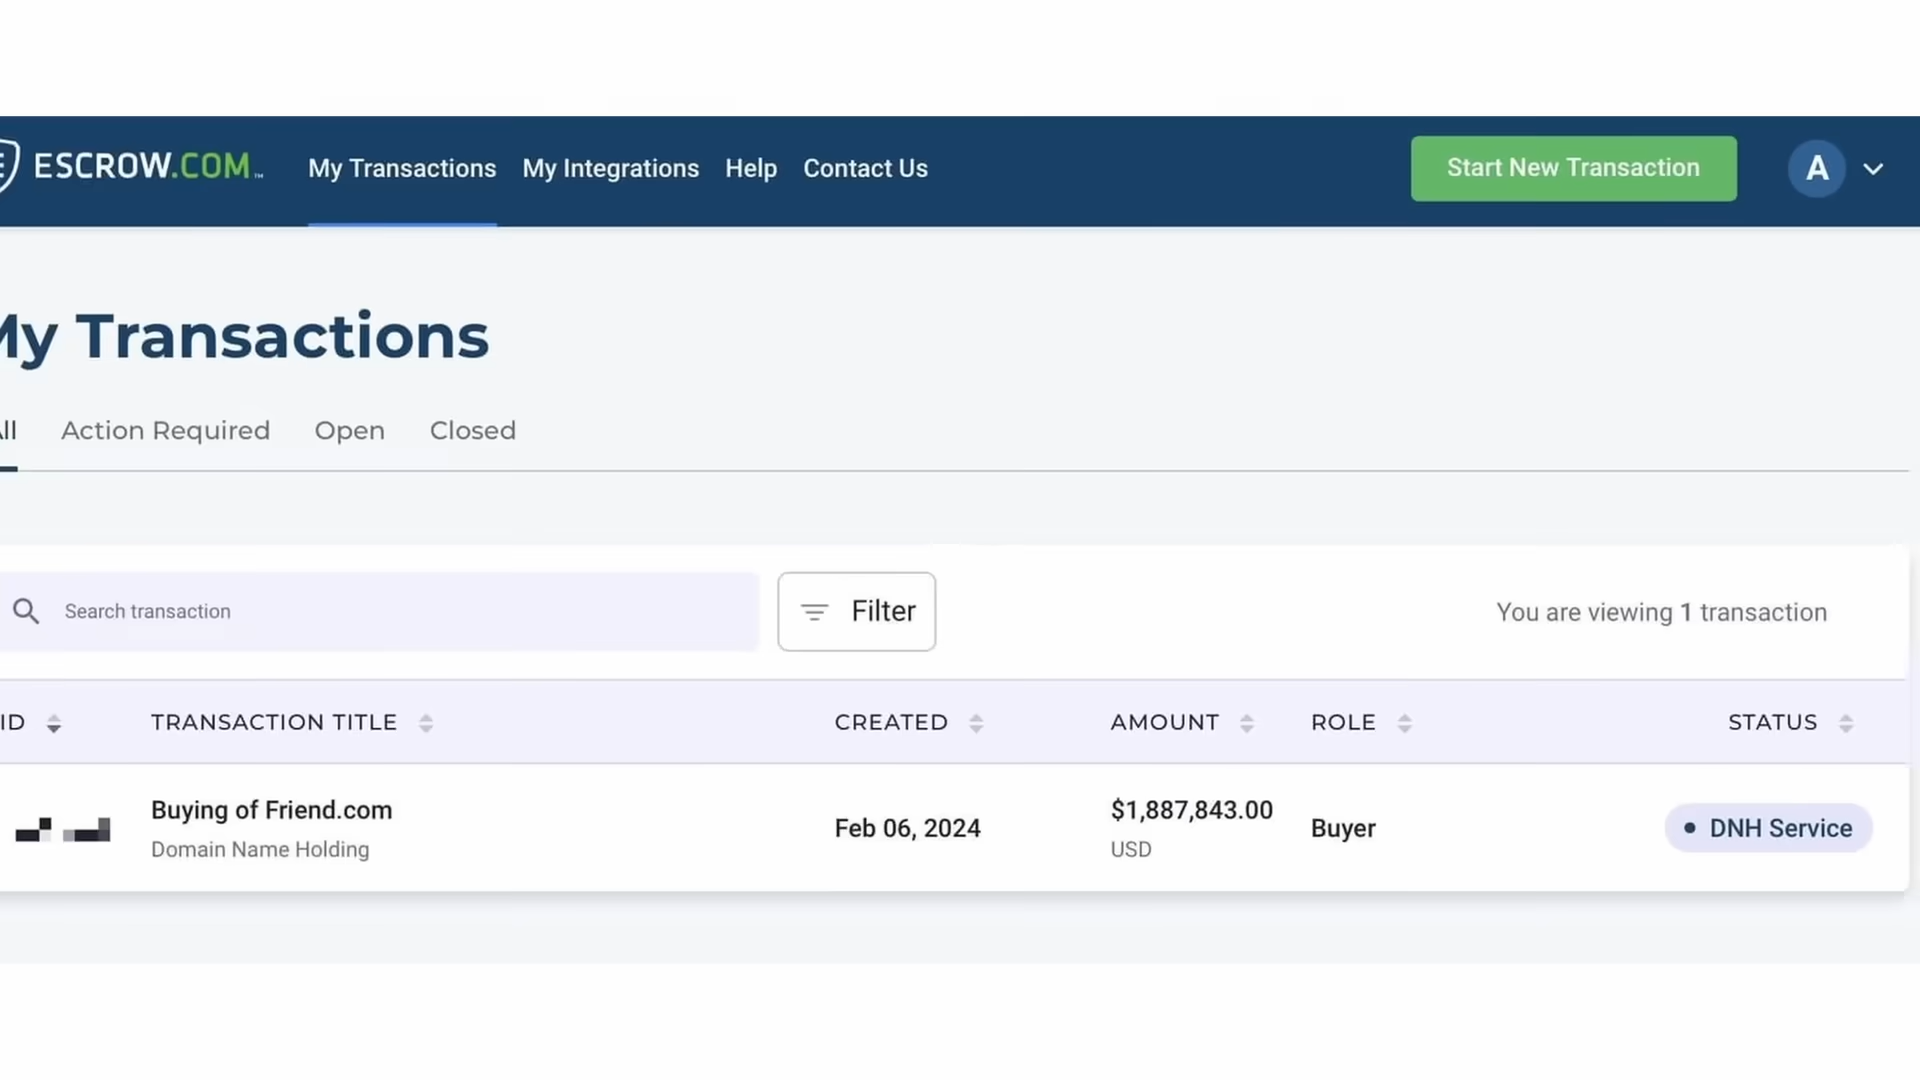 ESCROW.COM™ My Transactions My Integrations Help Contact Us Start New Transaction A
My Transactions
All Action Required Open Closed
Search transaction Filter You are viewing 1 transaction
ID TRANSACTION TITLE CREATED AMOUNT ROLE STATUS
Buying of Friend.com Feb 06, 2024 $1,887,843.00 Buyer DNH Service
Domain Name Holding USD